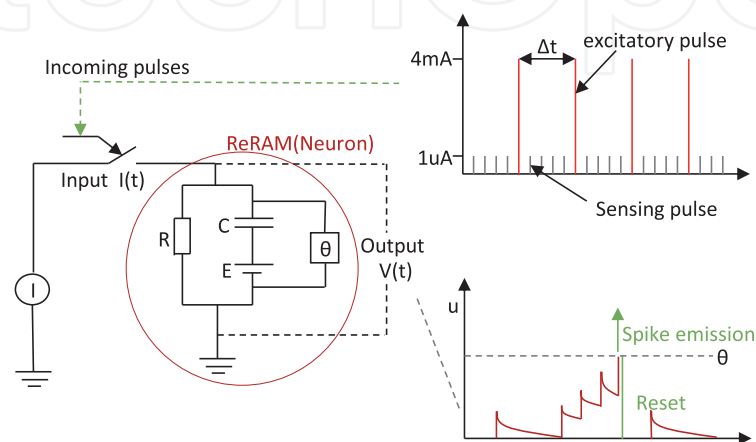 Incoming pulses
Input I(t)
I
ReRAM(Neuron)
R
C
E
θ
Output
V(t)
4mA
Δt
excitatory pulse
1uA
Sensing pulse
u
Spike emission
θ
Reset